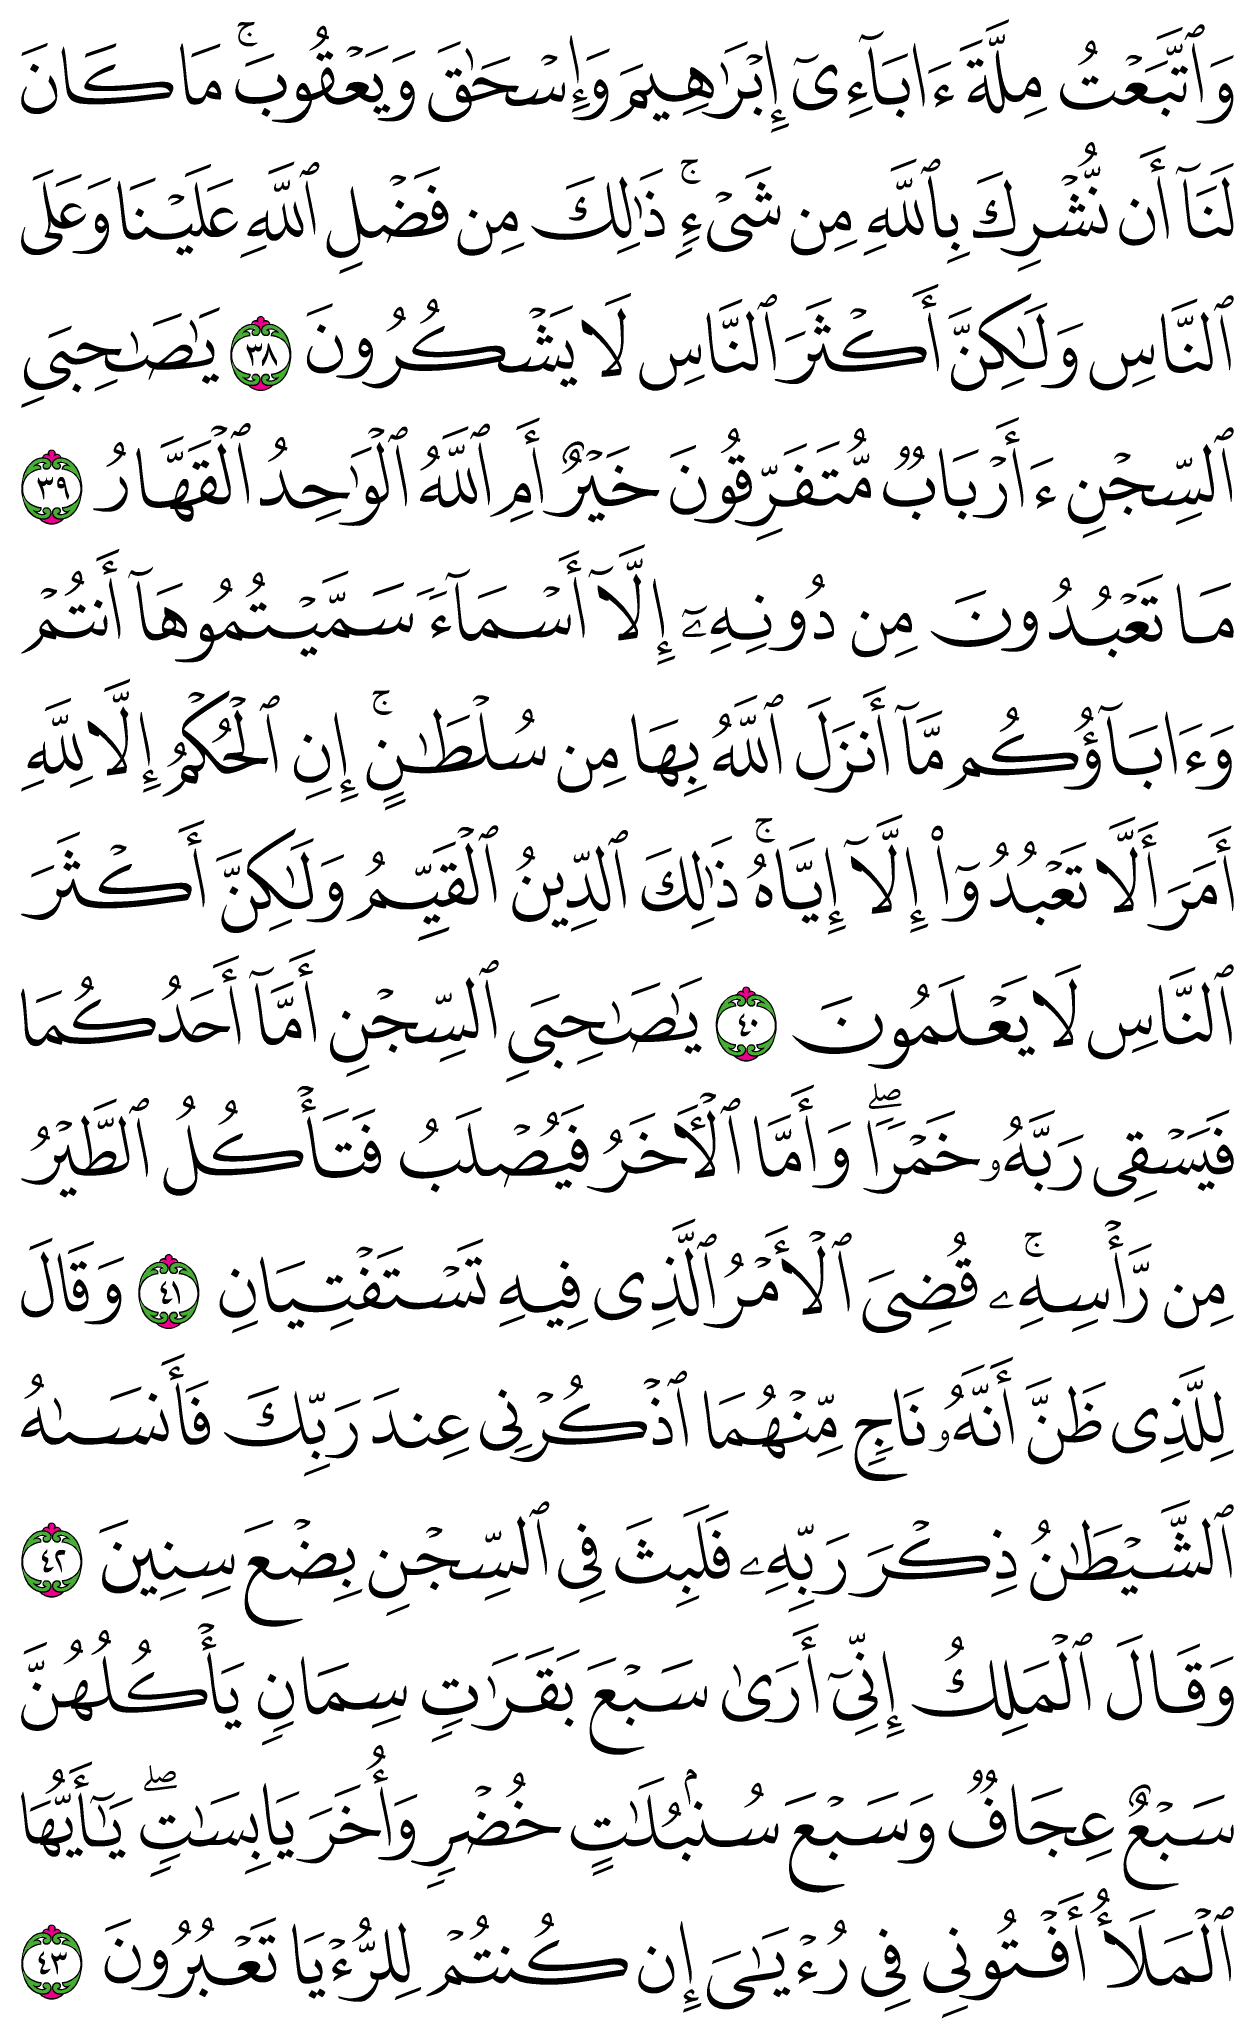 وَٱتَّبَعۡتُ مِلَّةَ ءَابَآءِيٓ إِبۡرَٰهِيمَ وَإِسۡحَٰقَ وَيَعۡقُوبَۚ مَا كَانَ
لَنَآ أَن نُّشۡرِكَ بِٱللَّهِ مِن شَيۡءٖۚ ذَٰلِكَ مِن فَضۡلِ ٱللَّهِ عَلَيۡنَا وَعَلَى
ٱلنَّاسِ وَلَٰكِنَّ أَكۡثَرَ ٱلنَّاسِ لَا يَشۡكُرُونَ ٣٨ يَٰصَٰحِبَيِ
ٱلسِّجۡنِ ءَأَرۡبَابٞ مُّتَفَرِّقُونَ خَيۡرٌ أَمِ ٱللَّهُ ٱلۡوَٰحِدُ ٱلۡقَهَّارُ ٣٩
مَا تَعۡبُدُونَ مِن دُونِهِۦٓ إِلَّآ أَسۡمَآءٗ سَمَّيۡتُمُوهَآ أَنتُمۡ
وَءَابَآؤُكُم مَّآ أَنزَلَ ٱللَّهُ بِهَا مِن سُلۡطَٰنٍۚ إِنِ ٱلۡحُكۡمُ إِلَّا لِلَّهِ
أَمَرَ أَلَّا تَعۡبُدُوٓاْ إِلَّآ إِيَّاهُۚ ذَٰلِكَ ٱلدِّينُ ٱلۡقَيِّمُ وَلَٰكِنَّ أَكۡثَرَ
ٱلنَّاسِ لَا يَعۡلَمُونَ ٤٠ يَٰصَٰحِبَيِ ٱلسِّجۡنِ أَمَّآ أَحَدُكُمَا
فَيَسۡقِي رَبَّهُۥ خَمۡرٗاۖ وَأَمَّا ٱلۡأٓخَرُ فَيُصۡلَبُ فَتَأۡكُلُ ٱلطَّيۡرُ
مِن رَّأۡسِهِۦۚ قُضِيَ ٱلۡأَمۡرُ ٱلَّذِي فِيهِ تَسۡتَفۡتِيَانِ ٤١ وَقَالَ
لِلَّذِي ظَنَّ أَنَّهُۥ نَاجٖ مِّنۡهُمَا ٱذۡكُرۡنِي عِندَ رَبِّكَ فَأَنسَىٰهُ
ٱلشَّيۡطَٰنُ ذِكۡرَ رَبِّهِۦ فَلَبِثَ فِي ٱلسِّجۡنِ بِضۡعَ سِنِينَ ٤٢
وَقَالَ ٱلۡمَلِكُ إِنِّيٓ أَرَىٰ سَبۡعَ بَقَرَٰتٖ سِمَانٖ يَأۡكُلُهُنَّ
سَبۡعٌ عِجَافٞ وَسَبۡعَ سُنۢبُلَٰتٍ خُضۡرٖ وَأُخَرَ يَابِسَٰتٖۖ يَٰٓأَيُّهَا
ٱلۡمَلَأُ أَفۡتُونِي فِي رُءۡيَٰيَ إِن كُنتُمۡ لِلرُّءۡيَا تَعۡبُرُونَ ٤٣